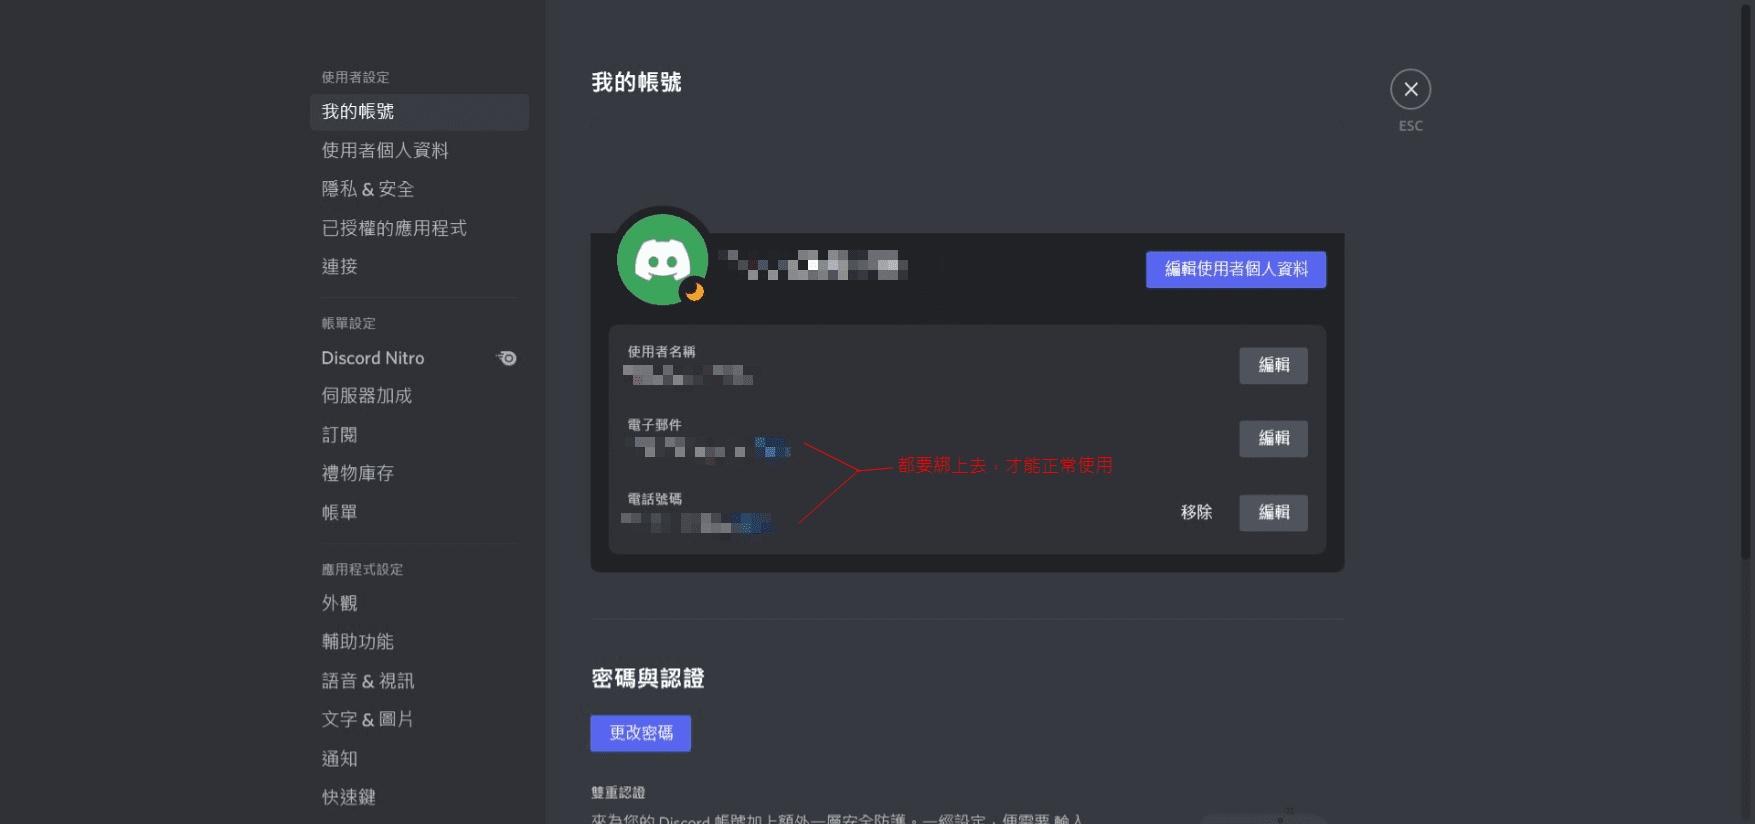 使用者設定
我的帳號
使用者個人資料
隱私 & 安全
已授權的應用程式
連接
帳單設定
Discord Nitro
伺服器加成
訂閱
禮物庫存
帳單
應用程式設定
外觀
輔助功能
語音 & 視訊
文字 & 圖片
通知
快速鍵
我的帳號
ESC
編輯使用者個人資料
使用者名稱
編輯
電子郵件
編輯
都要綁上去，才能正常使用
電話號碼
移除
編輯
密碼與認證
更改密碼
雙重認證
來為您的 Discord 帳號加上額外一層安全防護。一經設定，便需要 輸入